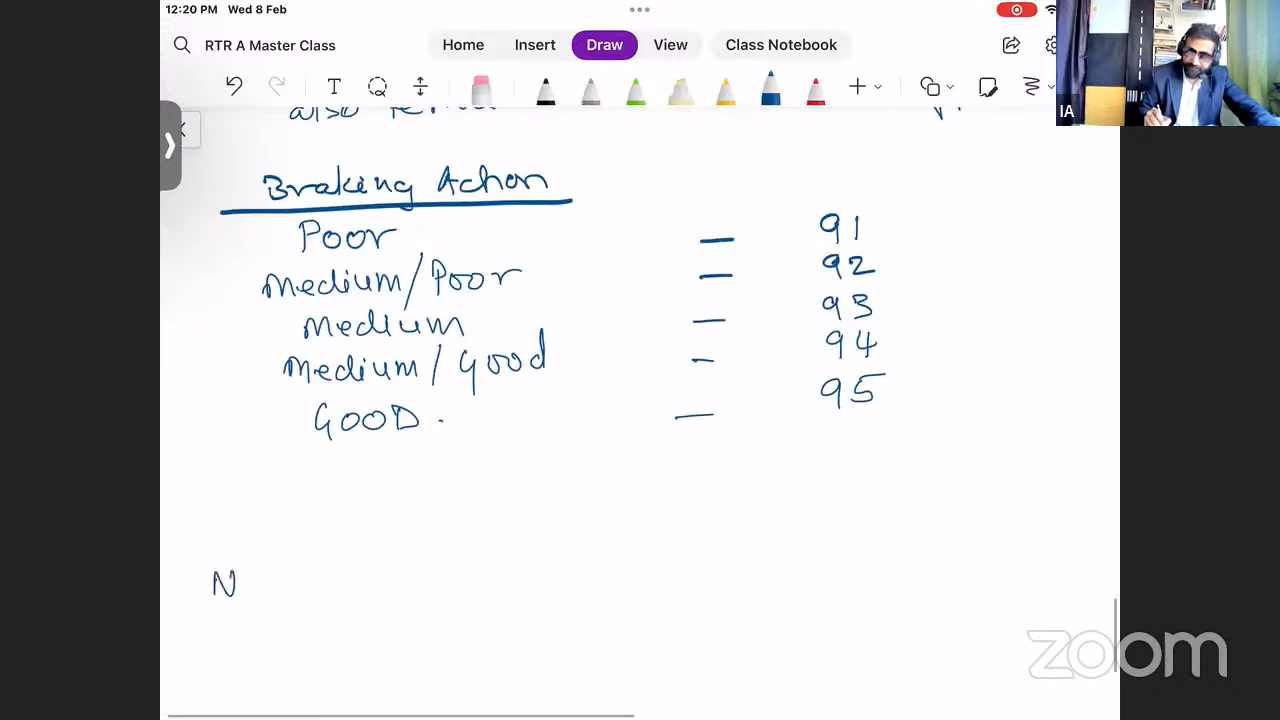 12:20 PM Wed 8 Feb
RTR A Master Class
Home Insert Draw View Class Notebook
IA
also
Braking Action
Poor — 91
Medium/Poor — 92
Medium — 93
Medium/Good — 94
GOOD — 95
N
zoom